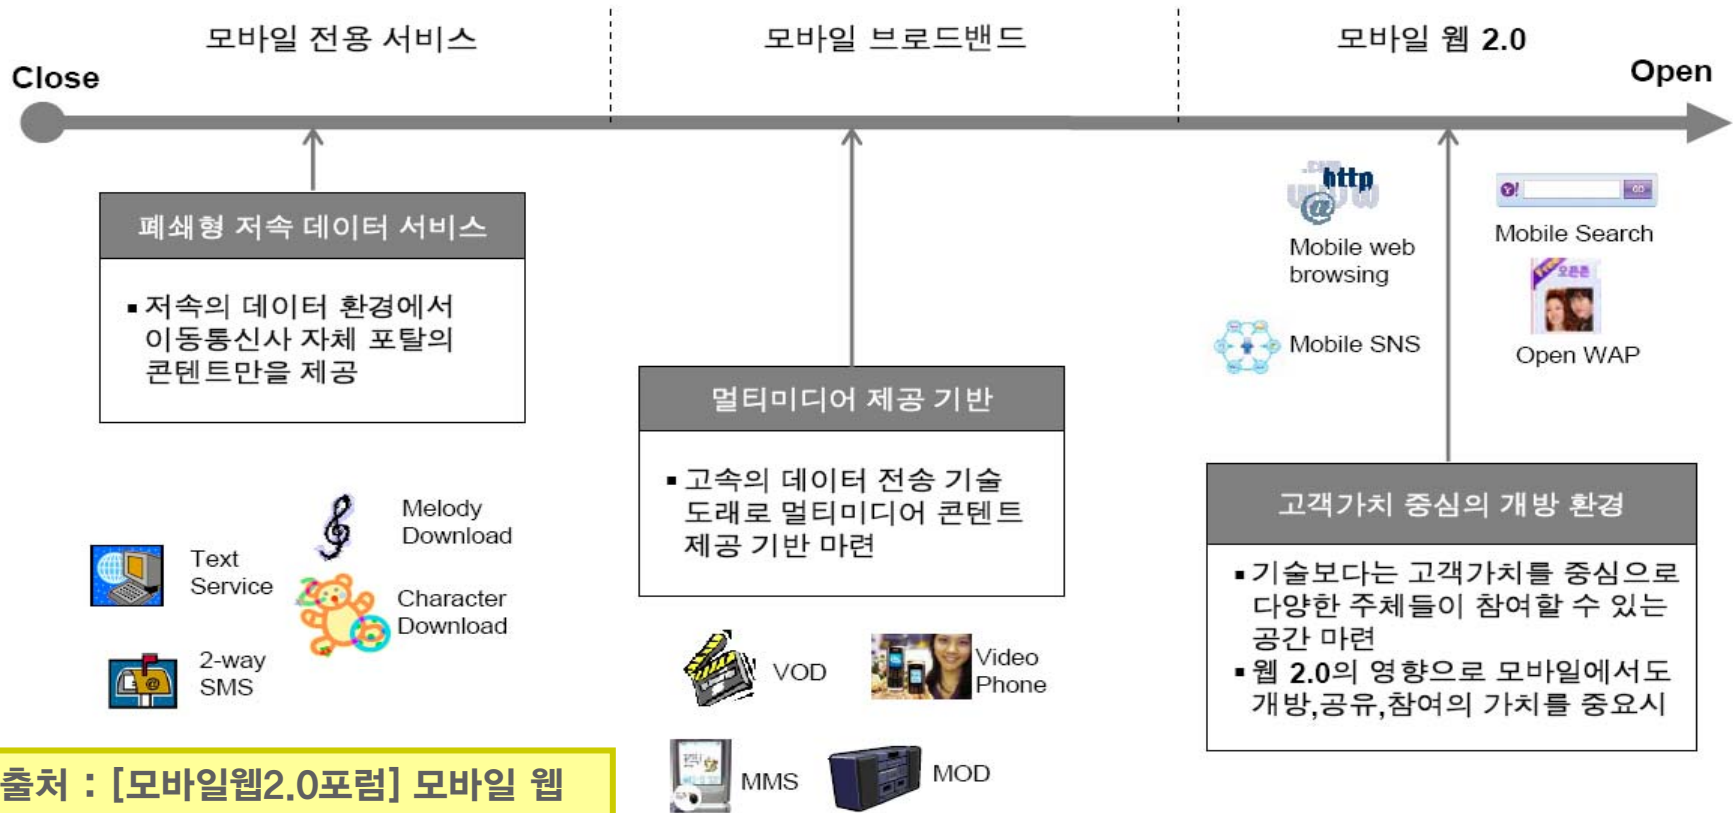 모바일 전용 서비스
모바일 브로드밴드
모바일 웹 2.0
Close
Open
폐쇄형 저속 데이터 서비스
▪ 저속의 데이터 환경에서
이동통신사 자체 포탈의
콘텐트만을 제공
Text
Service
Melody
Download
Character
Download
2-way
SMS
멀티미디어 제공 기반
▪ 고속의 데이터 전송 기술
도래로 멀티미디어 콘텐트
제공 기반 마련
VOD
Video
Phone
MMS
MOD
http
www
@
Mobile web
browsing
Y!
GO
Mobile Search
Mobile SNS
오픈존
Open WAP
고객가치 중심의 개방 환경
▪ 기술보다는 고객가치를 중심으로
다양한 주체들이 참여할 수 있는
공간 마련
▪ 웹 2.0의 영향으로 모바일에서도
개방,공유,참여의 가치를 중요시
출처 : [모바일웹2.0포럼] 모바일 웹